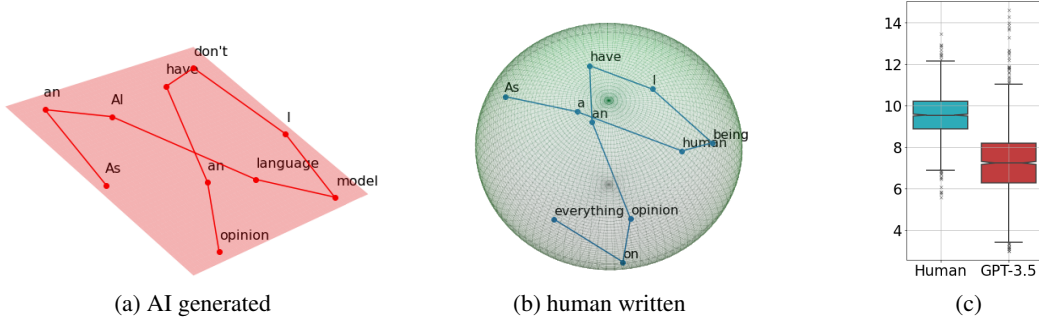 don't
have
an
AI
I
As
an
language
model
opinion
(a) AI generated
have
I
As
a
an
being
human
everything
opinion
on
(b) human written
14
12
10
8
6
4
Human GPT-3.5
(c)